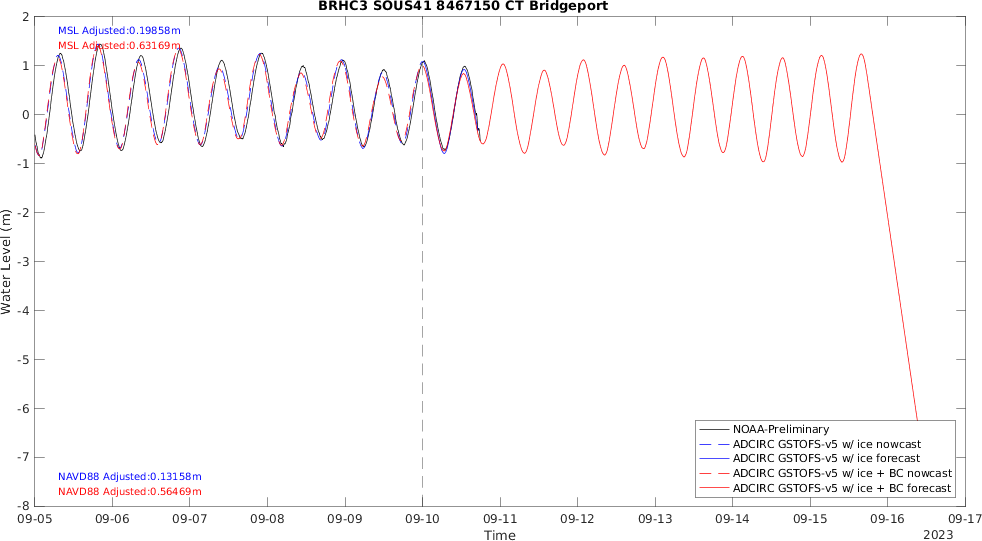 BRHC3 SOUS41 8467150 CT Bridgeport
MSL Adjusted:0.19858m
MSL Adjusted:0.63169m
2
1
0
-1
-2
-3
-4
-5
-6
-7
-8
Water Level (m)
NAVD88 Adjusted:0.13158m
NAVD88 Adjusted:0.56469m
NOAA-Preliminary
ADCIRC GSTOFS-v5 w/ ice nowcast
ADCIRC GSTOFS-v5 w/ ice forecast
ADCIRC GSTOFS-v5 w/ ice + BC nowcast
ADCIRC GSTOFS-v5 w/ ice + BC forecast
09-05 09-06 09-07 09-08 09-09 09-10 09-11 09-12 09-13 09-14 09-15 09-16 09-17
Time
2023